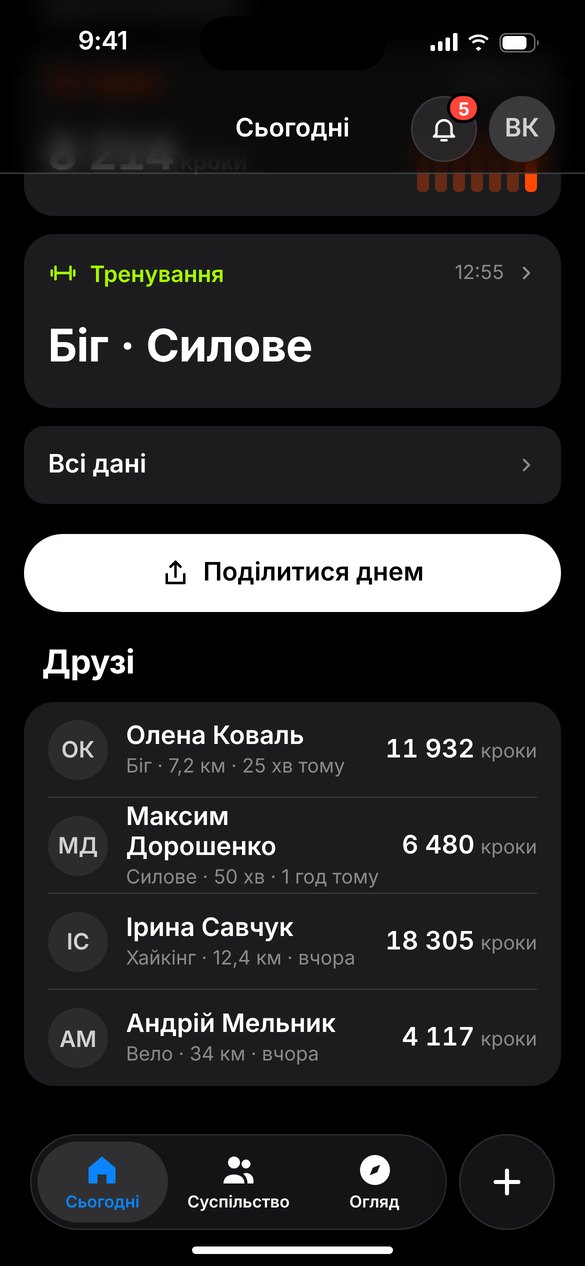 9:41
Сьогодні
5
ВК
8 214 кроки
Тренування
12:55
Біг · Силове
Всі дані
Поділитися днем
Друзі
ОК
Олена Коваль
Біг · 7,2 км · 25 хв тому
11 932 кроки
МД
Максим
Дорошенко
Силове · 50 хв · 1 год тому
6 480 кроки
ІС
Ірина Савчук
Хайкінг · 12,4 км · вчора
18 305 кроки
АМ
Андрій Мельник
Вело · 34 км · вчора
4 117 кроки
Сьогодні
Суспільство
Огляд